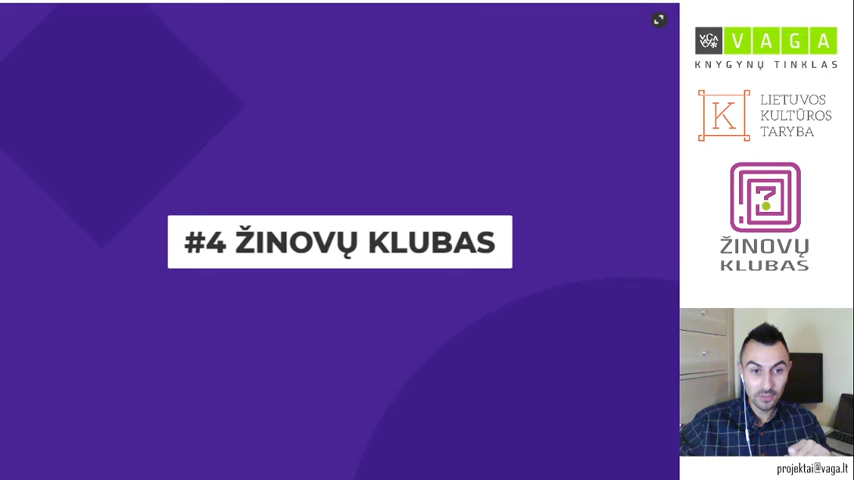 #4 ŽINOVŲ KLUBAS
VAGA
KNYGYNŲ TINKLAS
K
LIETUVOS
KULTŪROS
TARYBA
?
ŽINOVŲ
KLUBAS
projektai@vaga.lt